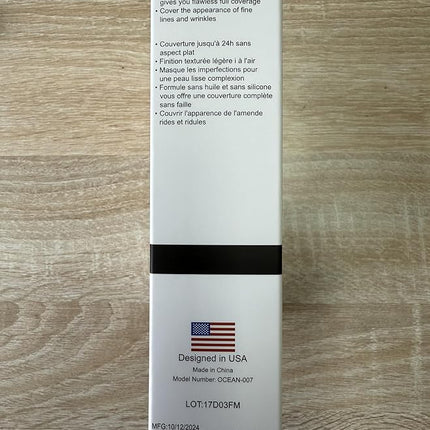 gives you flawless full coverage
• Cover the appearance of fine
lines and wrinkles
• Couverture jusqu'à 24h sans
aspect plat
• Finition texturée légère i à l'air
• Masque les imperfections pour
une peau lisse complexion
• Formule sans huile et sans silicone
vous offre une couverture complète
sans faille
• Couvrir l'apparence de l'amende
rides et ridules
Designed in USA
Made in China
Model Number: OCEAN-007
LOT:17D03FM
MFG:10/12/2024